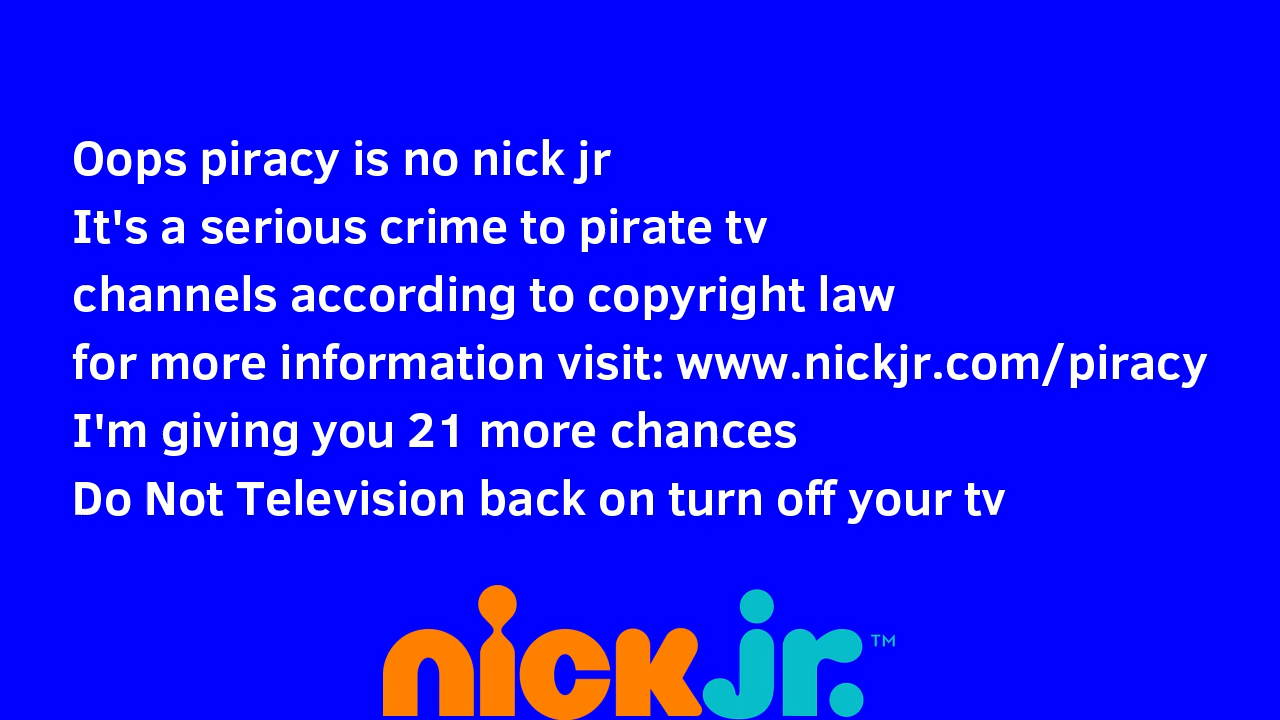 Oops piracy is no nick jr
It's a serious crime to pirate tv
channels according to copyright law
for more information visit: www.nickjr.com/piracy
I'm giving you 21 more chances
Do Not Television back on turn off your tv
nick jr.™